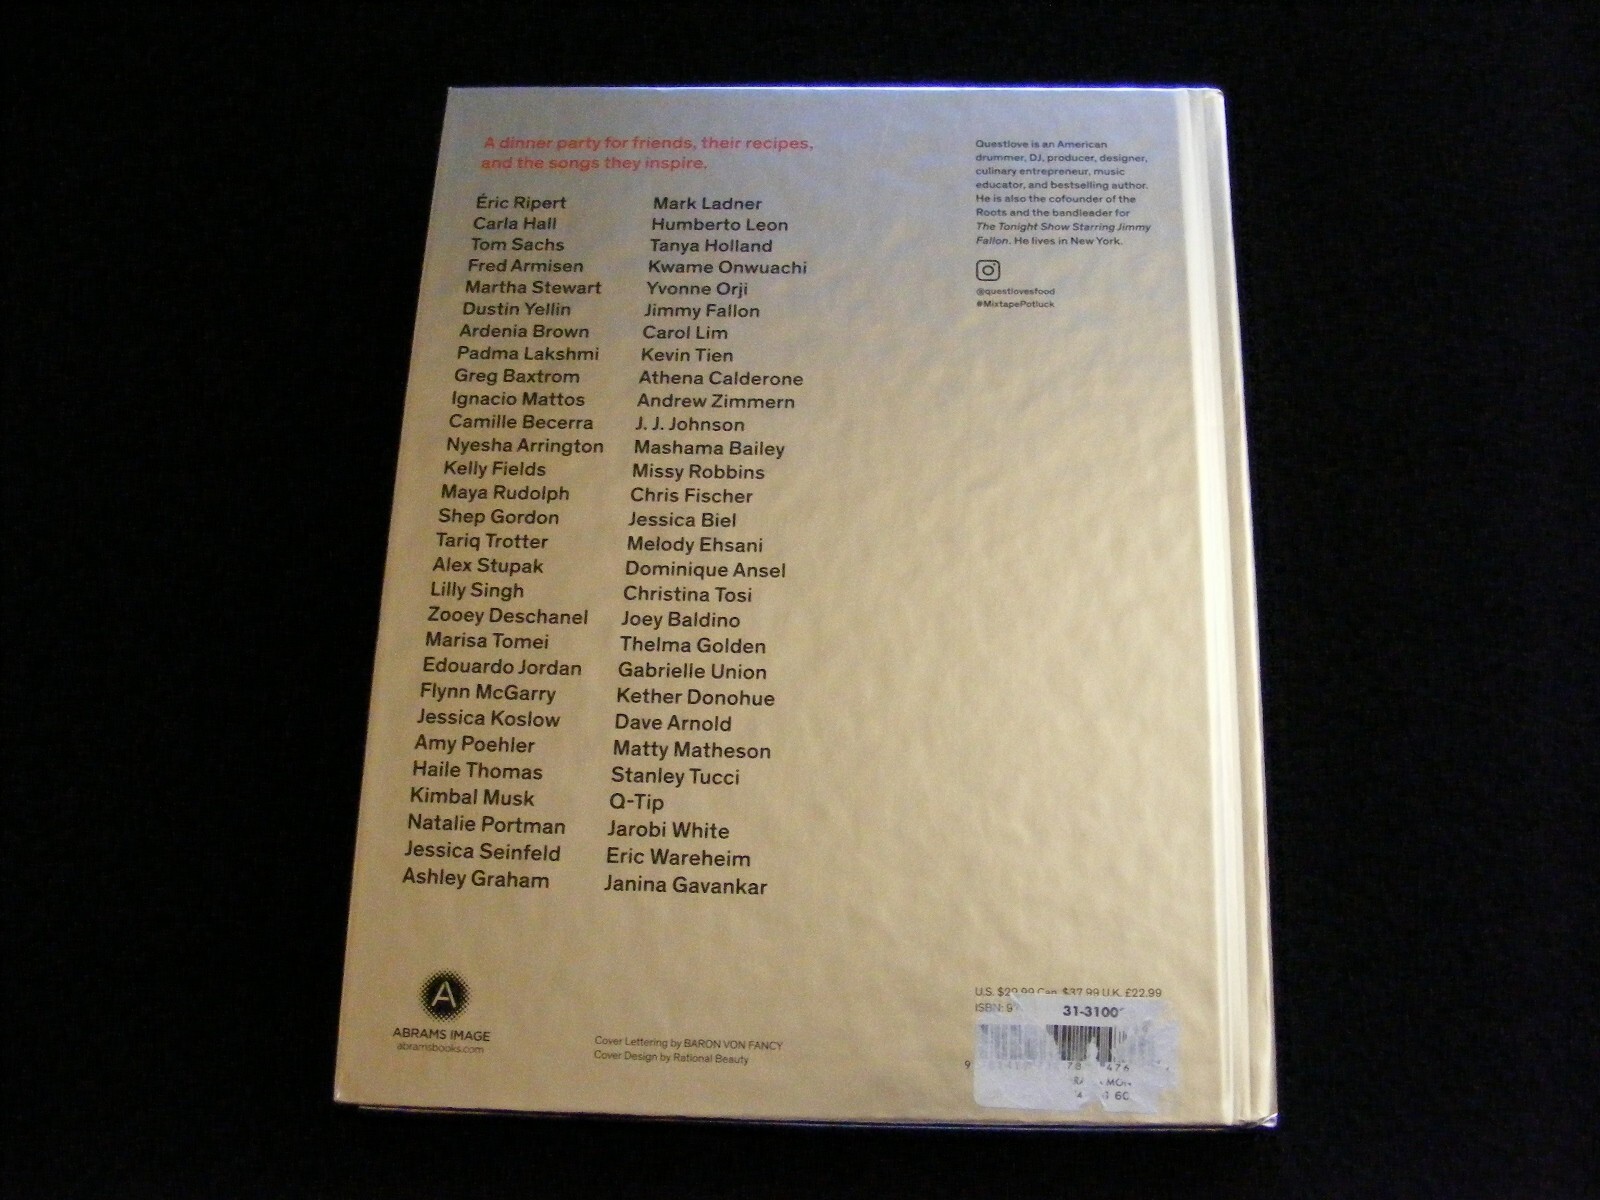 A dinner party for friends, their recipes,
and the songs they inspire.
Éric Ripert
Carla Hall
Tom Sachs
Fred Armisen
Martha Stewart
Dustin Yellin
Ardenia Brown
Padma Lakshmi
Greg Baxtrom
Ignacio Mattos
Camille Becerra
Nyesha Arrington
Kelly Fields
Maya Rudolph
Shep Gordon
Tariq Trotter
Alex Stupak
Lilly Singh
Zooey Deschanel
Marisa Tomei
Edouardo Jordan
Flynn McGarry
Jessica Koslow
Amy Poehler
Haile Thomas
Kimbal Musk
Natalie Portman
Jessica Seinfeld
Ashley Graham
Mark Ladner
Humberto Leon
Tanya Holland
Kwame Onwuachi
Yvonne Orji
Jimmy Fallon
Carol Lim
Kevin Tien
Athena Calderone
Andrew Zimmern
J. J. Johnson
Mashama Bailey
Missy Robbins
Chris Fischer
Jessica Biel
Melody Ehsani
Dominique Ansel
Christina Tosi
Joey Baldino
Thelma Golden
Gabrielle Union
Kether Donohue
Dave Arnold
Matty Matheson
Stanley Tucci
Q-Tip
Jarobi White
Eric Wareheim
Janina Gavankar
Questlove is an American
drummer, DJ, producer, designer,
culinary entrepreneur, music
educator, and bestselling author.
He is also the cofounder of the
Roots and the bandleader for
The Tonight Show Starring Jimmy
Fallon. He lives in New York.
@questlovesfood
#MixtapePotluck
A
ABRAMS IMAGE
abramsbooks.com
Cover Lettering by BARON VON FANCY
Cover Design by Rational Beauty
U.S. $29.99 Can. $37.99 U.K. £22.99
ISBN: 9
31-3100